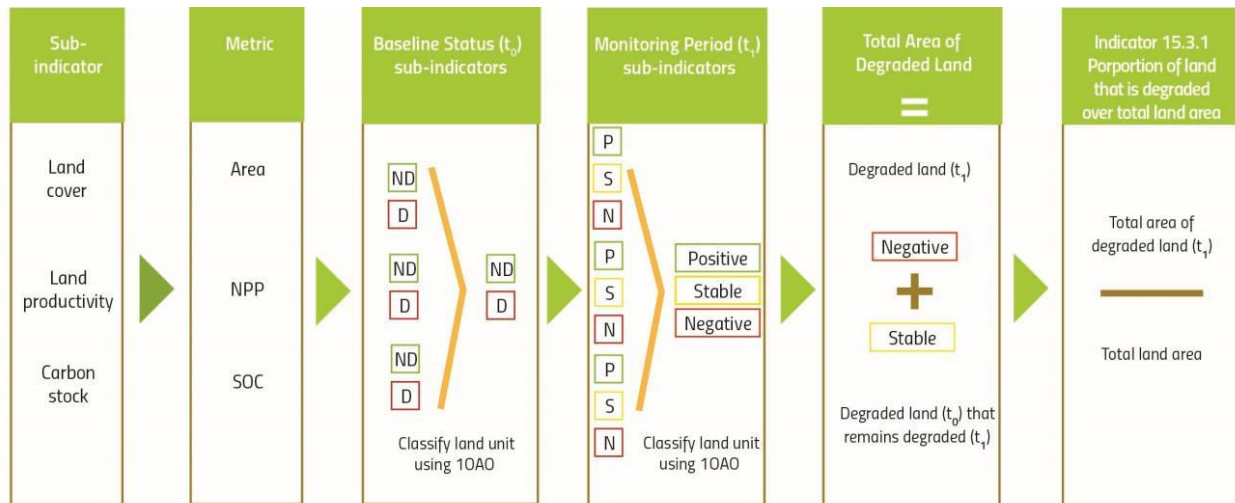 Sub-
indicator
Land
cover
Land
productivity
Carbon
stock
Metric
Area
NPP
SOC
Baseline Status (t0)
sub-indicators
ND
D
ND
D
ND
D
ND
D
Classify land unit
using 1OAO
Monitoring Period (t1)
sub-indicators
P
S
N
P
S
N
P
S
N
Positive
Stable
Negative
Classify land unit
using 1OAO
Total Area of
Degraded Land
=
Degraded land (t1)
Negative
+
Stable
Degraded land (t0) that
remains degraded (t1)
Indicator 15.3.1
Porportion of land
that is degraded
over total land area
Total area of
degraded land (t1)
Total land area